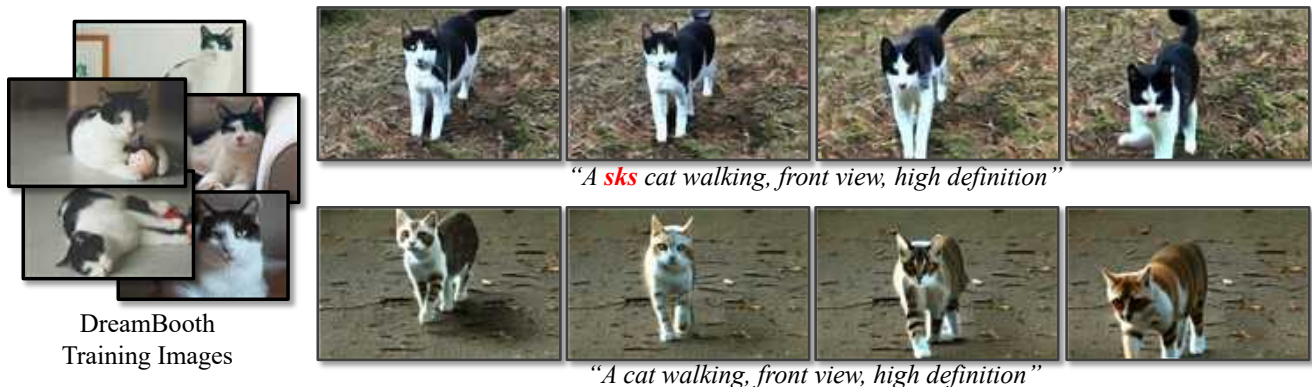 “A sks cat walking, front view, high definition”
DreamBooth
Training Images
“A cat walking, front view, high definition”